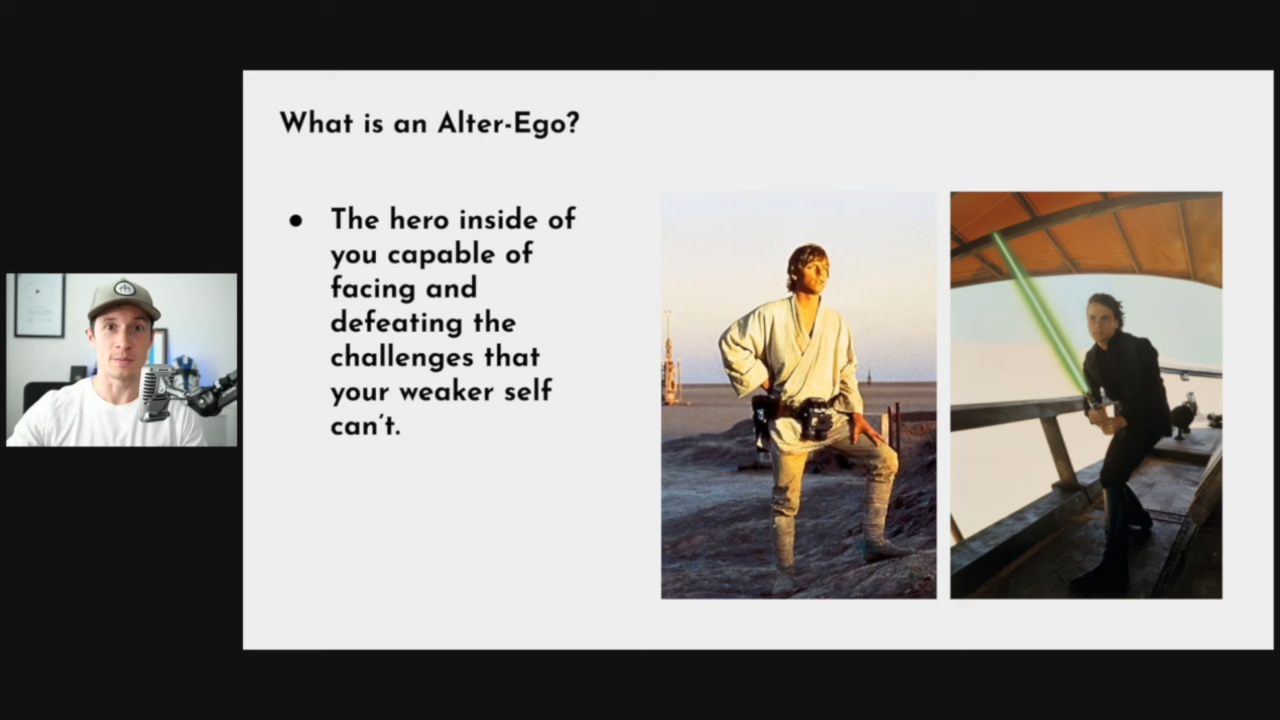 What is an Alter-Ego?
● The hero inside of
you capable of
facing and
defeating the
challenges that
your weaker self
can't.